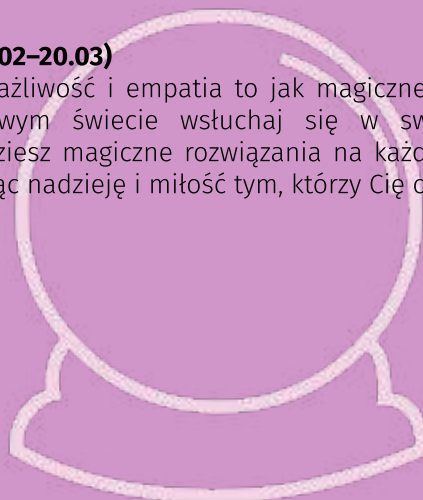 02–20.03)
ażliwość i empatia to jak magiczne
wym świecie wsłuchaj się w sw
ziesz magiczne rozwiązania na każd
ąc nadzieję i miłość tym, którzy Cię o